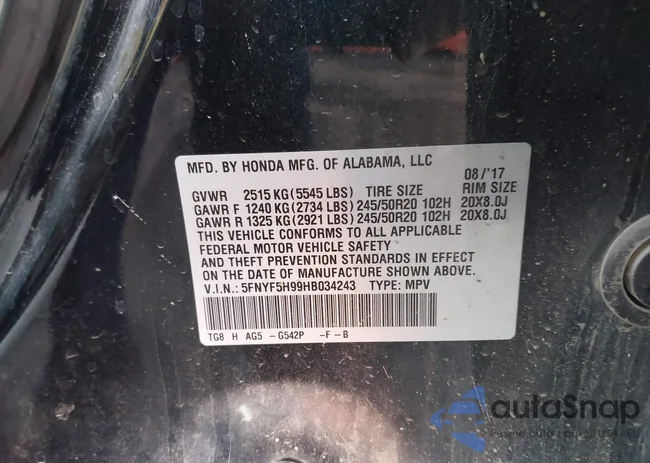 MFD. BY HONDA MFG. OF ALABAMA, LLC 08/'17
GVWR 2515 KG (5545 LBS) TIRE SIZE RIM SIZE
GAWR F 1240 KG (2734 LBS) 245/50R20 102H 20X8.0J
GAWR R 1325 KG (2921 LBS) 245/50R20 102H 20X8.0J
THIS VEHICLE CONFORMS TO ALL APPLICABLE
FEDERAL MOTOR VEHICLE SAFETY
AND THEFT PREVENTION STANDARDS IN EFFECT
ON THE DATE OF MANUFACTURE SHOWN ABOVE.
V.I.N.: 5FNYF5H99HB034243 TYPE: MPV
TG8 H AG5 - G542P -F-B
autaSnap